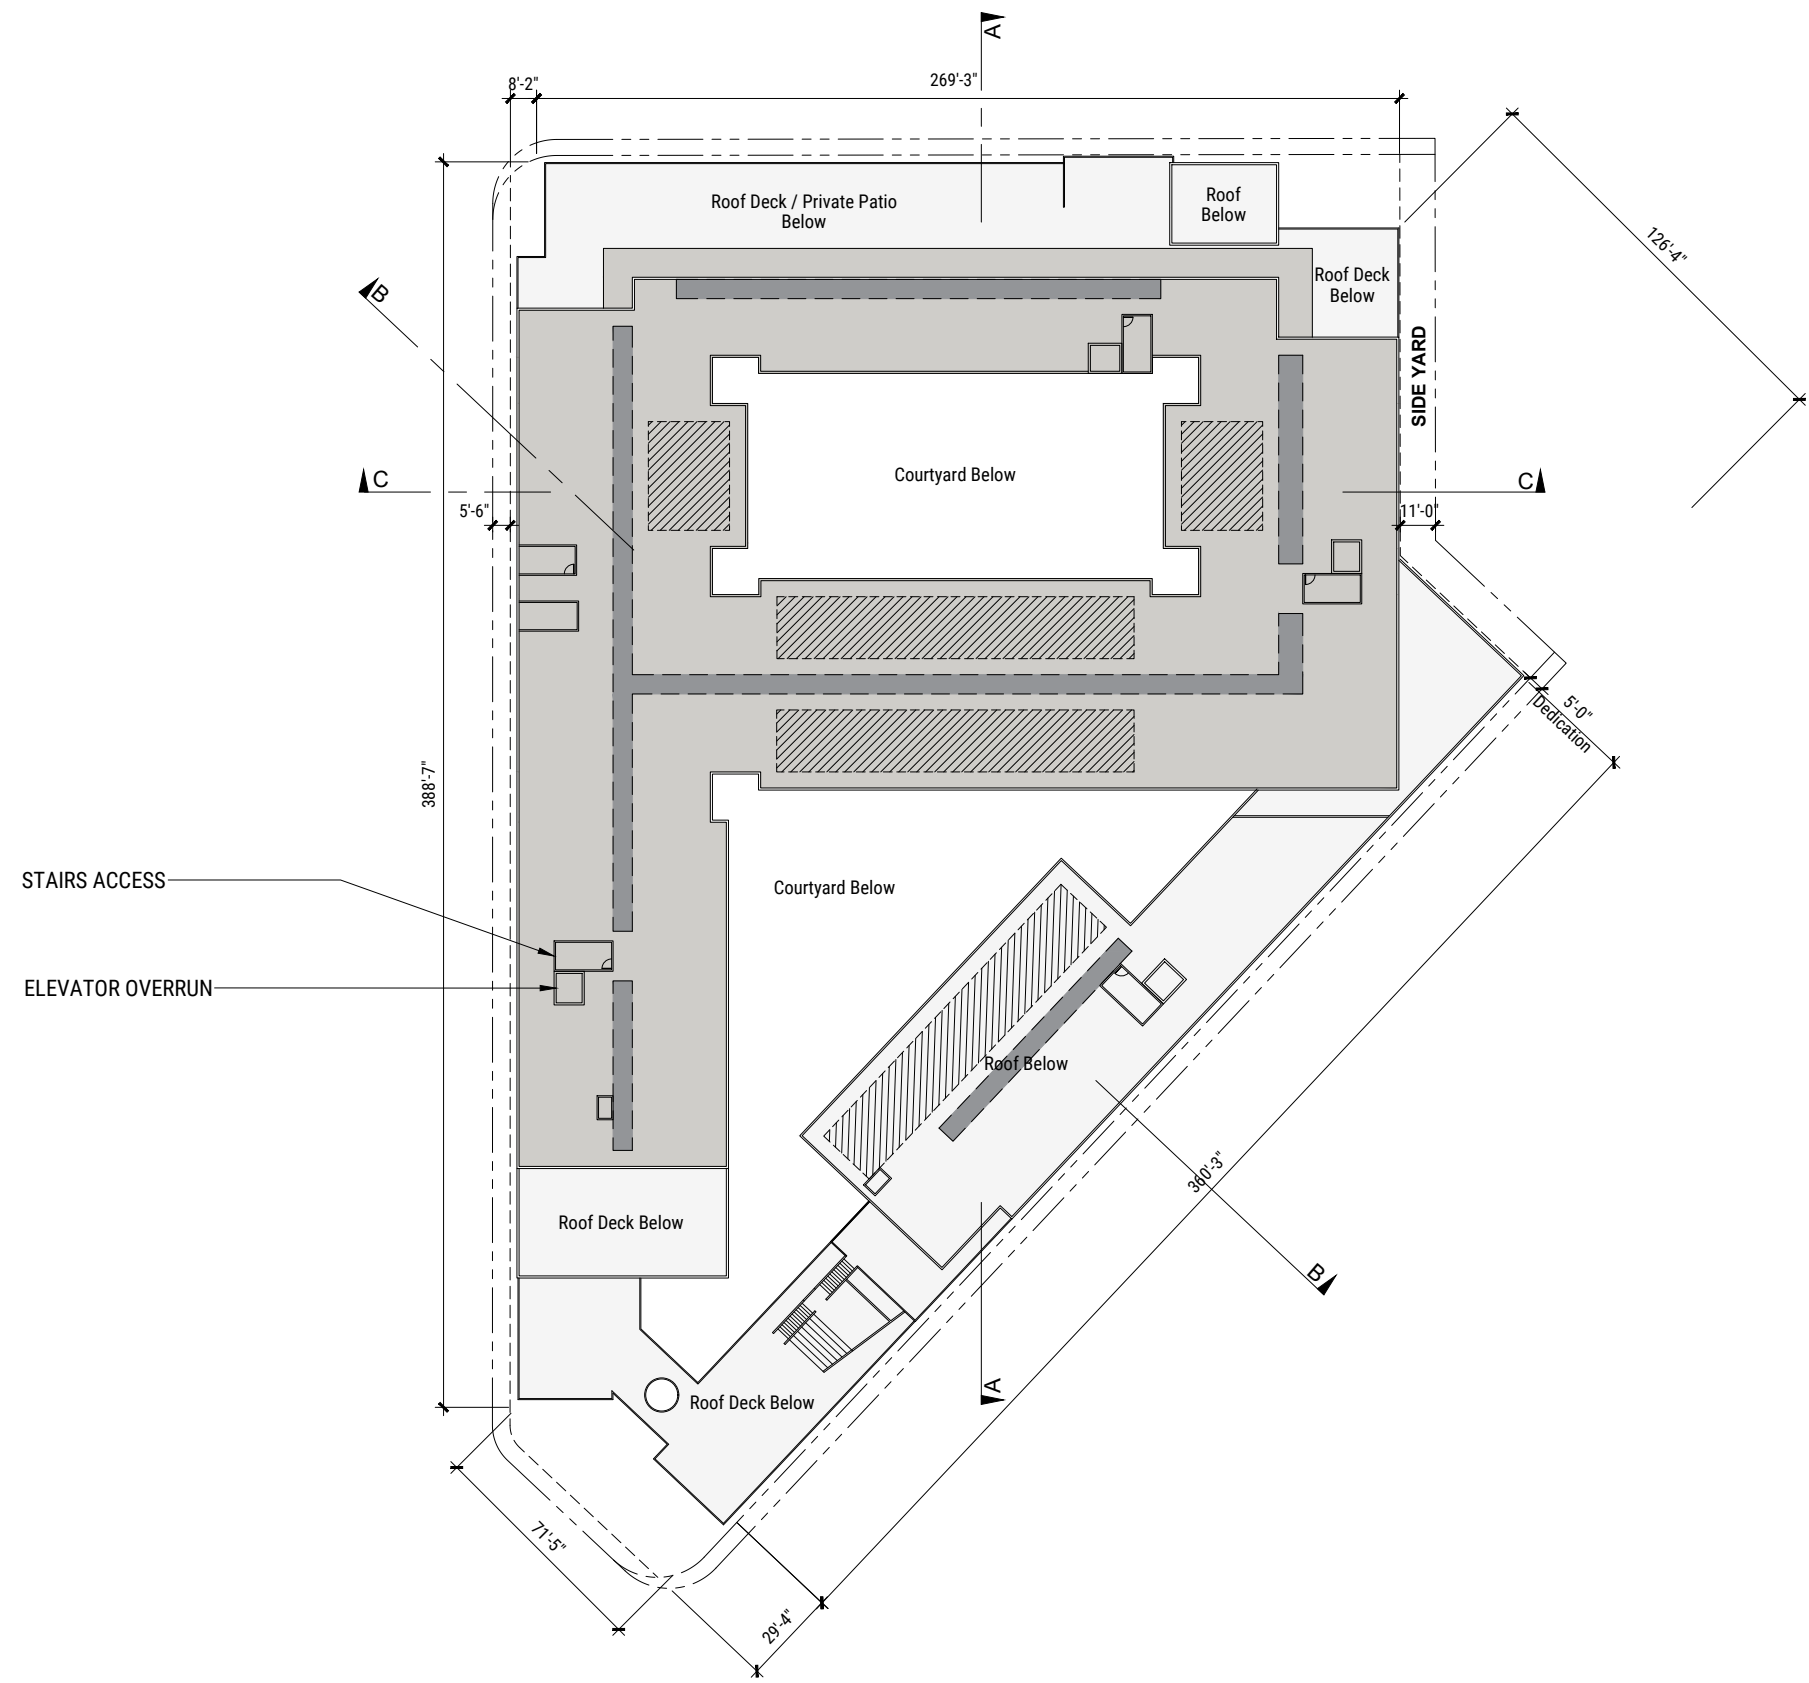 A
8'-2"
269'-3"
Roof Deck / Private Patio
Below
Roof
Below
126'-4"
Roof Deck
Below
B
SIDE YARD
C
Courtyard Below
C
5'-6"
11'-0"
5'-0"
Dedication
388'-7"
STAIRS ACCESS
Courtyard Below
ELEVATOR OVERRUN
Roof Below
360'-3"
Roof Deck Below
B
A
Roof Deck Below
71'-5"
29'-4"